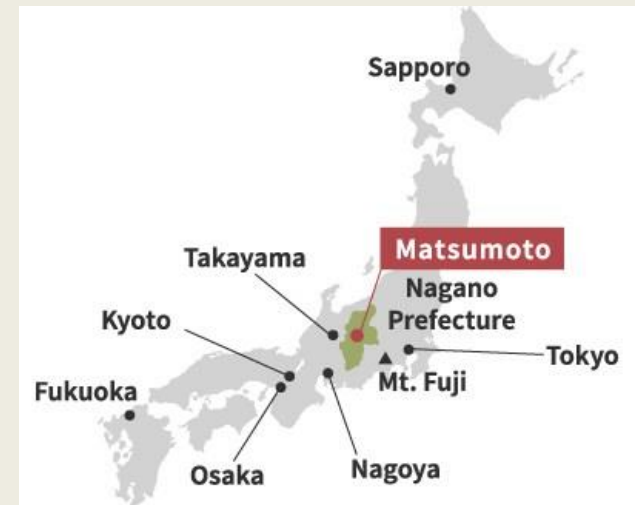 Sapporo
Matsumoto
Takayama
Nagano
Prefecture
Kyoto
Tokyo
Mt. Fuji
Fukuoka
Osaka
Nagoya